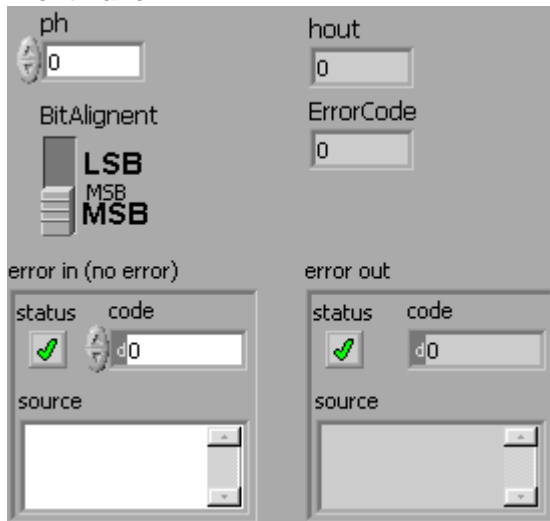 ph
0
hout
0
BitAlignent
LSB
MSB
MSB
ErrorCode
0
error in (no error)
status code
d0
source
error out
status code
d0
source